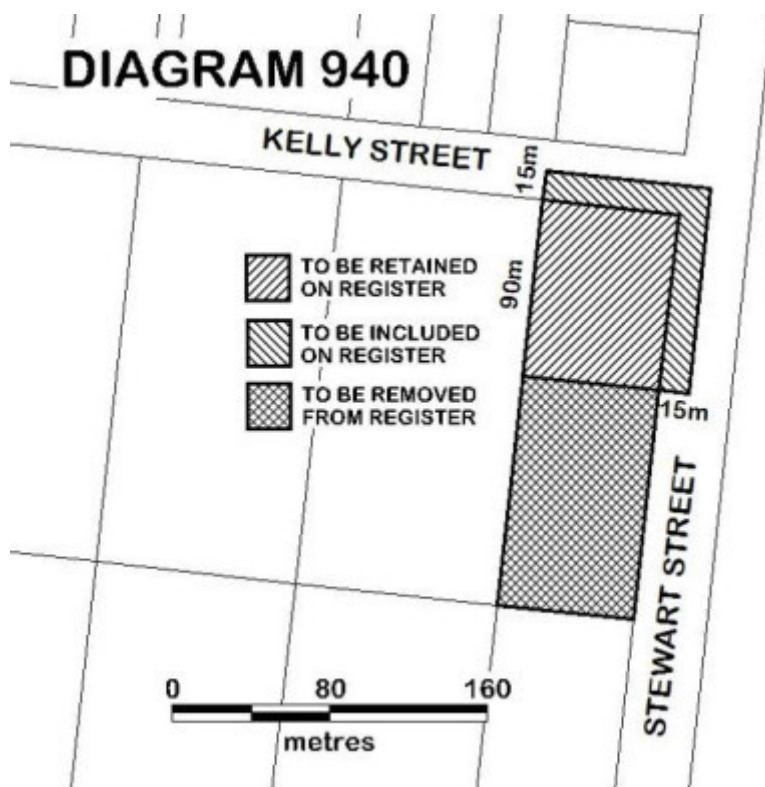 DIAGRAM 940
KELLY STREET
15m
90m
TO BE RETAINED
ON REGISTER
TO BE INCLUDED
ON REGISTER
TO BE REMOVED
FROM REGISTER
15m
STEWART STREET
0 80 160
metres